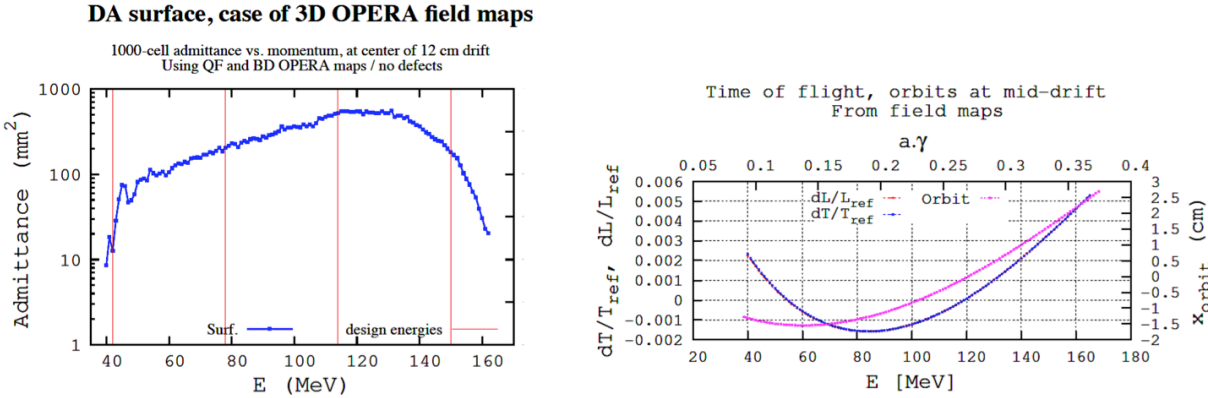 DA surface, case of 3D OPERA field maps
1000-cell admittance vs. momentum, at center of 12 cm drift
Using QF and BD OPERA maps / no defects
1000
100
10
1
Admittance (mm²)
Surf.
design energies
40 60 80 100 120 140 160
E (MeV)
Time of flight, orbits at mid-drift
From field maps
a.γ
0.05 0.1 0.15 0.2 0.25 0.3 0.35 0.4
0.006
0.005
0.004
0.003
0.002
0.001
0
-0.001
-0.002
dT/T_ref, dL/L_ref
dL/L_ref
Orbit
dT/T_ref
3
2.5
2
1.5
1
0.5
0
-0.5
-1
-1.5
-2
x_orbit (cm)
20 40 60 80 100 120 140 160 180
E [MeV]